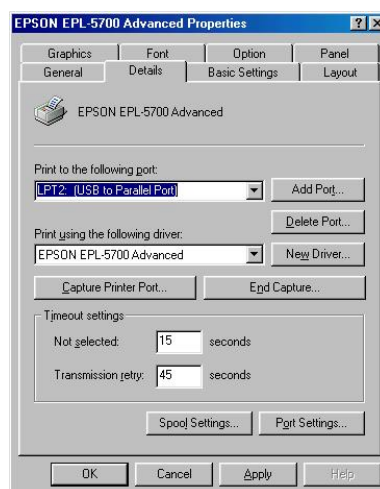 EPSON EPL-5700 Advanced Properties
Graphics Font Option Panel
General Details Basic Settings Layout
EPSON EPL-5700 Advanced
Print to the following port:
LPT2: (USB to Parallel Port) Add Port...
Delete Port...
Print using the following driver:
EPSON EPL-5700 Advanced New Driver...
Capture Printer Port... End Capture...
Timeout settings
Not selected: 15 seconds
Transmission retry: 45 seconds
Spool Settings... Port Settings...
OK Cancel Apply Help